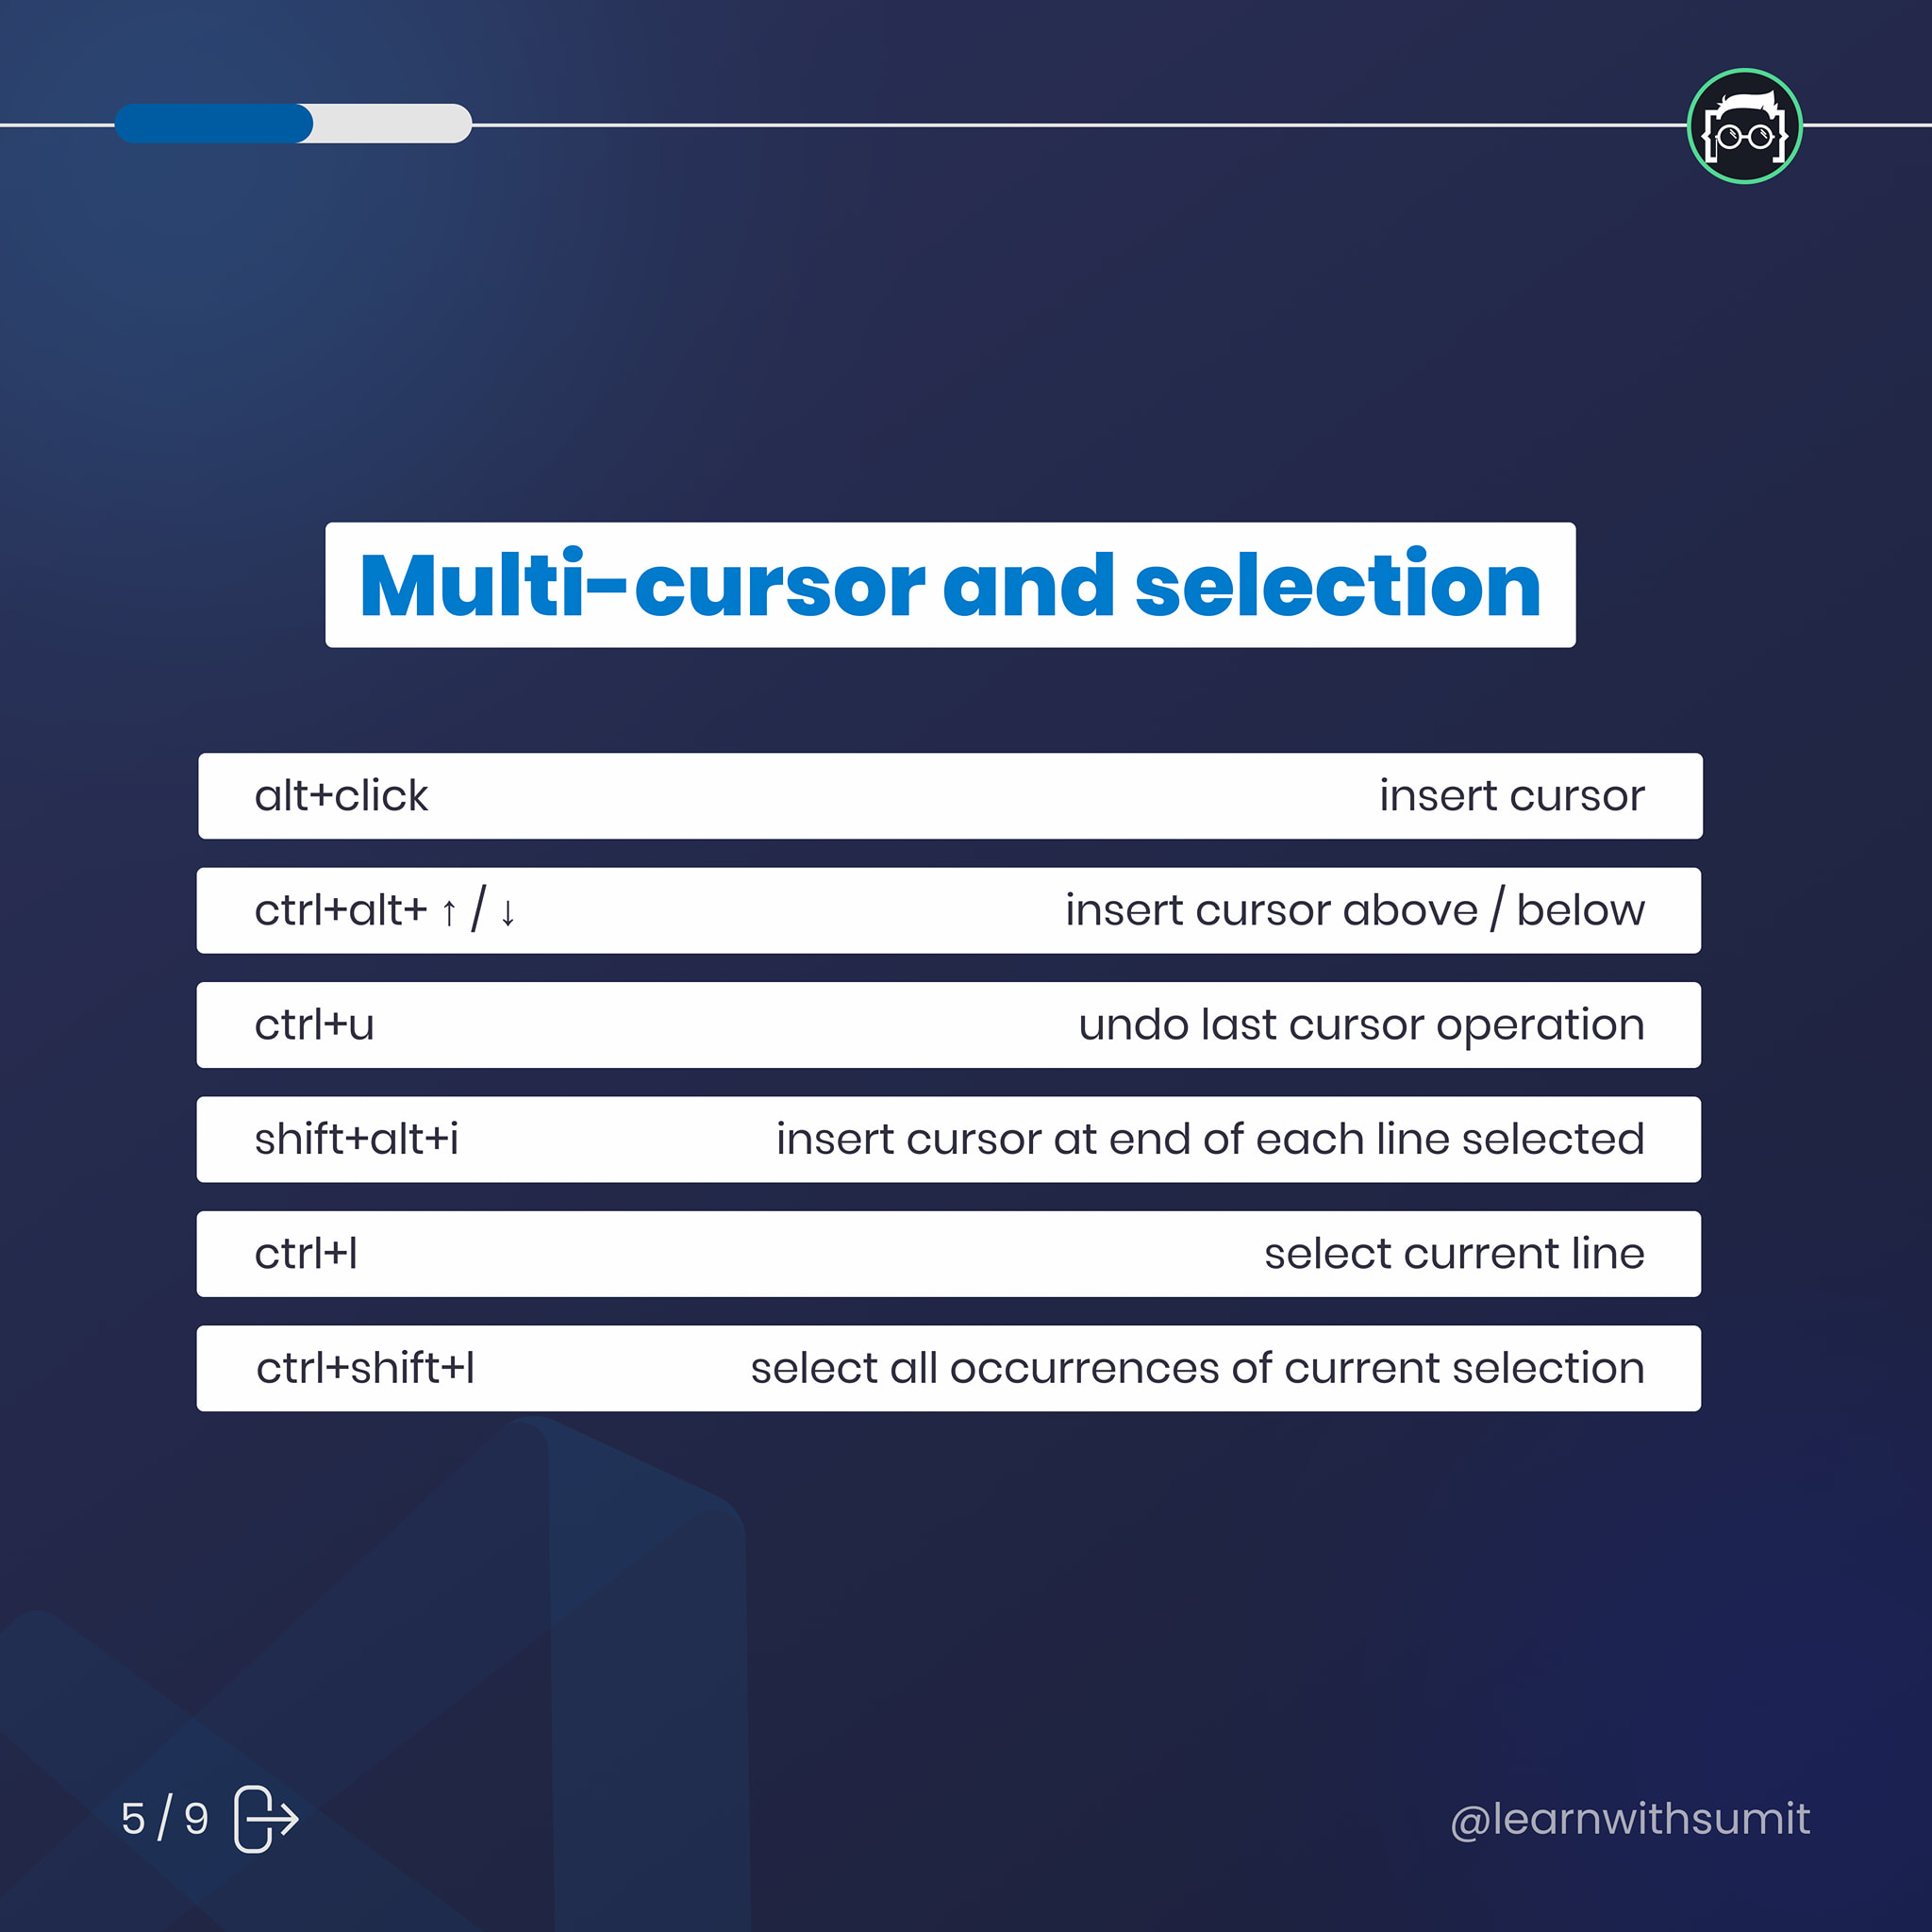 Multi-cursor and selection
alt+click insert cursor
ctrl+alt+ ↑ / ↓ insert cursor above / below
ctrl+u undo last cursor operation
shift+alt+i insert cursor at end of each line selected
ctrl+l select current line
ctrl+shift+l select all occurrences of current selection
5 / 9 @learnwithsumit